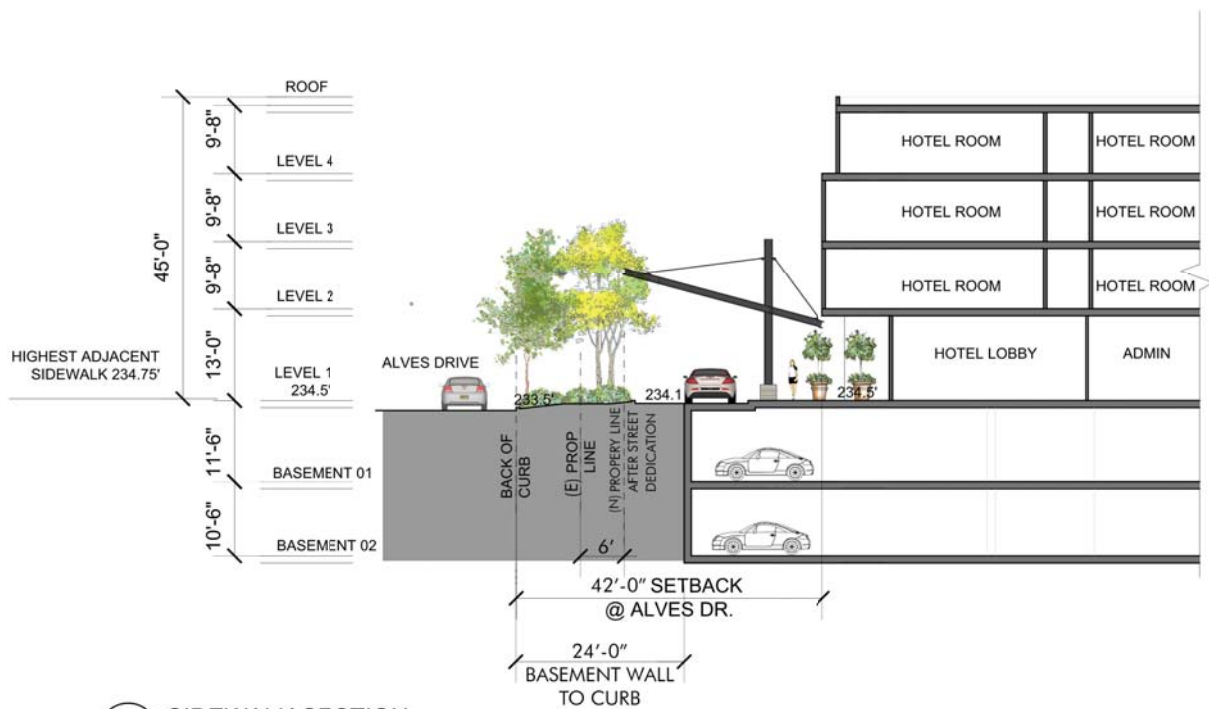 ROOF
9'-8"
LEVEL 4
9'-8"
LEVEL 3
9'-8"
LEVEL 2
45'-0"
13'-0"
HIGHEST ADJACENT
SIDEWALK 234.75'
LEVEL 1
234.5'
11'-6"
BASEMENT 01
10'-6"
BASEMENT 02
ALVES DRIVE
233.5'
234.1
234.5'
HOTEL ROOM
HOTEL ROOM
HOTEL ROOM
HOTEL ROOM
HOTEL ROOM
HOTEL ROOM
HOTEL LOBBY
ADMIN
BACK OF
CURB
(E) PROP
LINE
(N) PROPERY LINE
AFTER STREET
DEDICATION
6'
42'-0" SETBACK
@ ALVES DR.
24'-0"
BASEMENT WALL
TO CURB